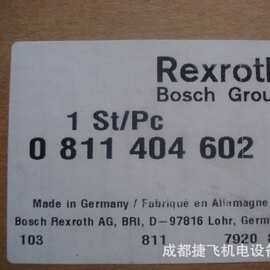 Rexroth
Bosch Grou
1 St/Pc
0 811 404 602
Made in Germany / Fabriqué en Allemagne
Bosch Rexroth AG, BRI, D–97816 Lohr, Germ
103 811 7920
成都捷飞机电设备